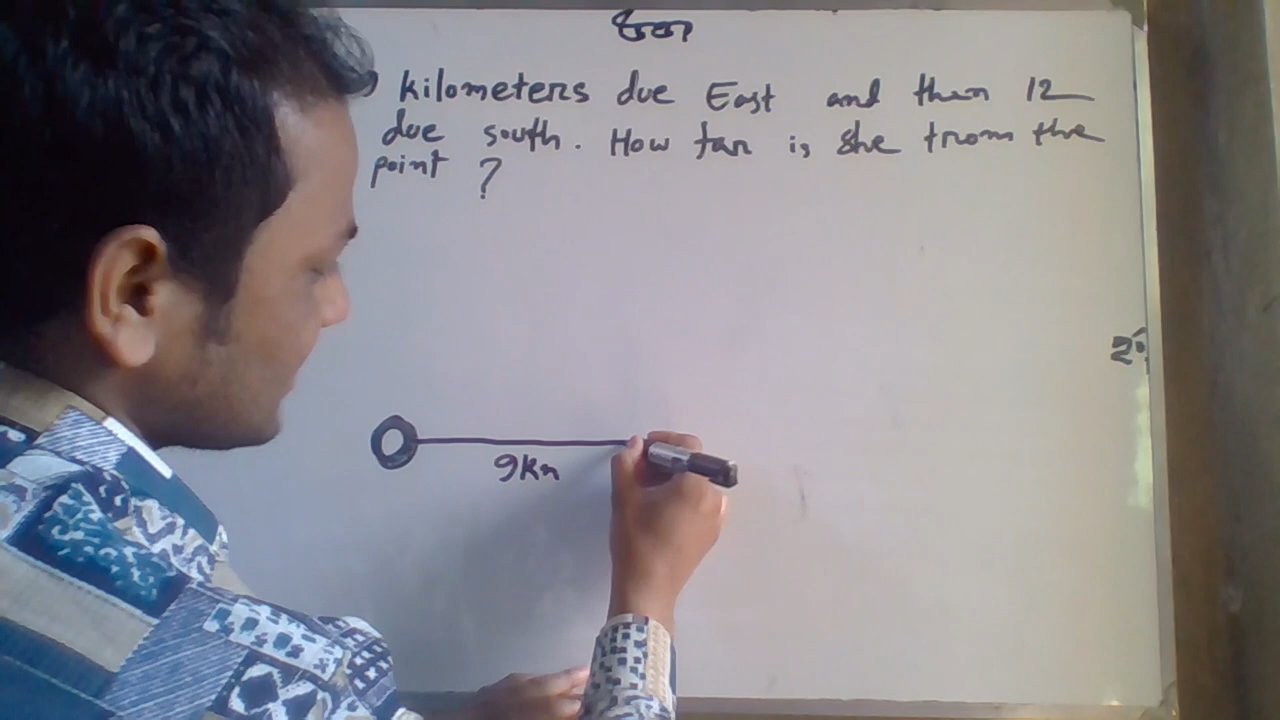 kilometers due East and then 12
due south. How far is she from the
point ?
9km